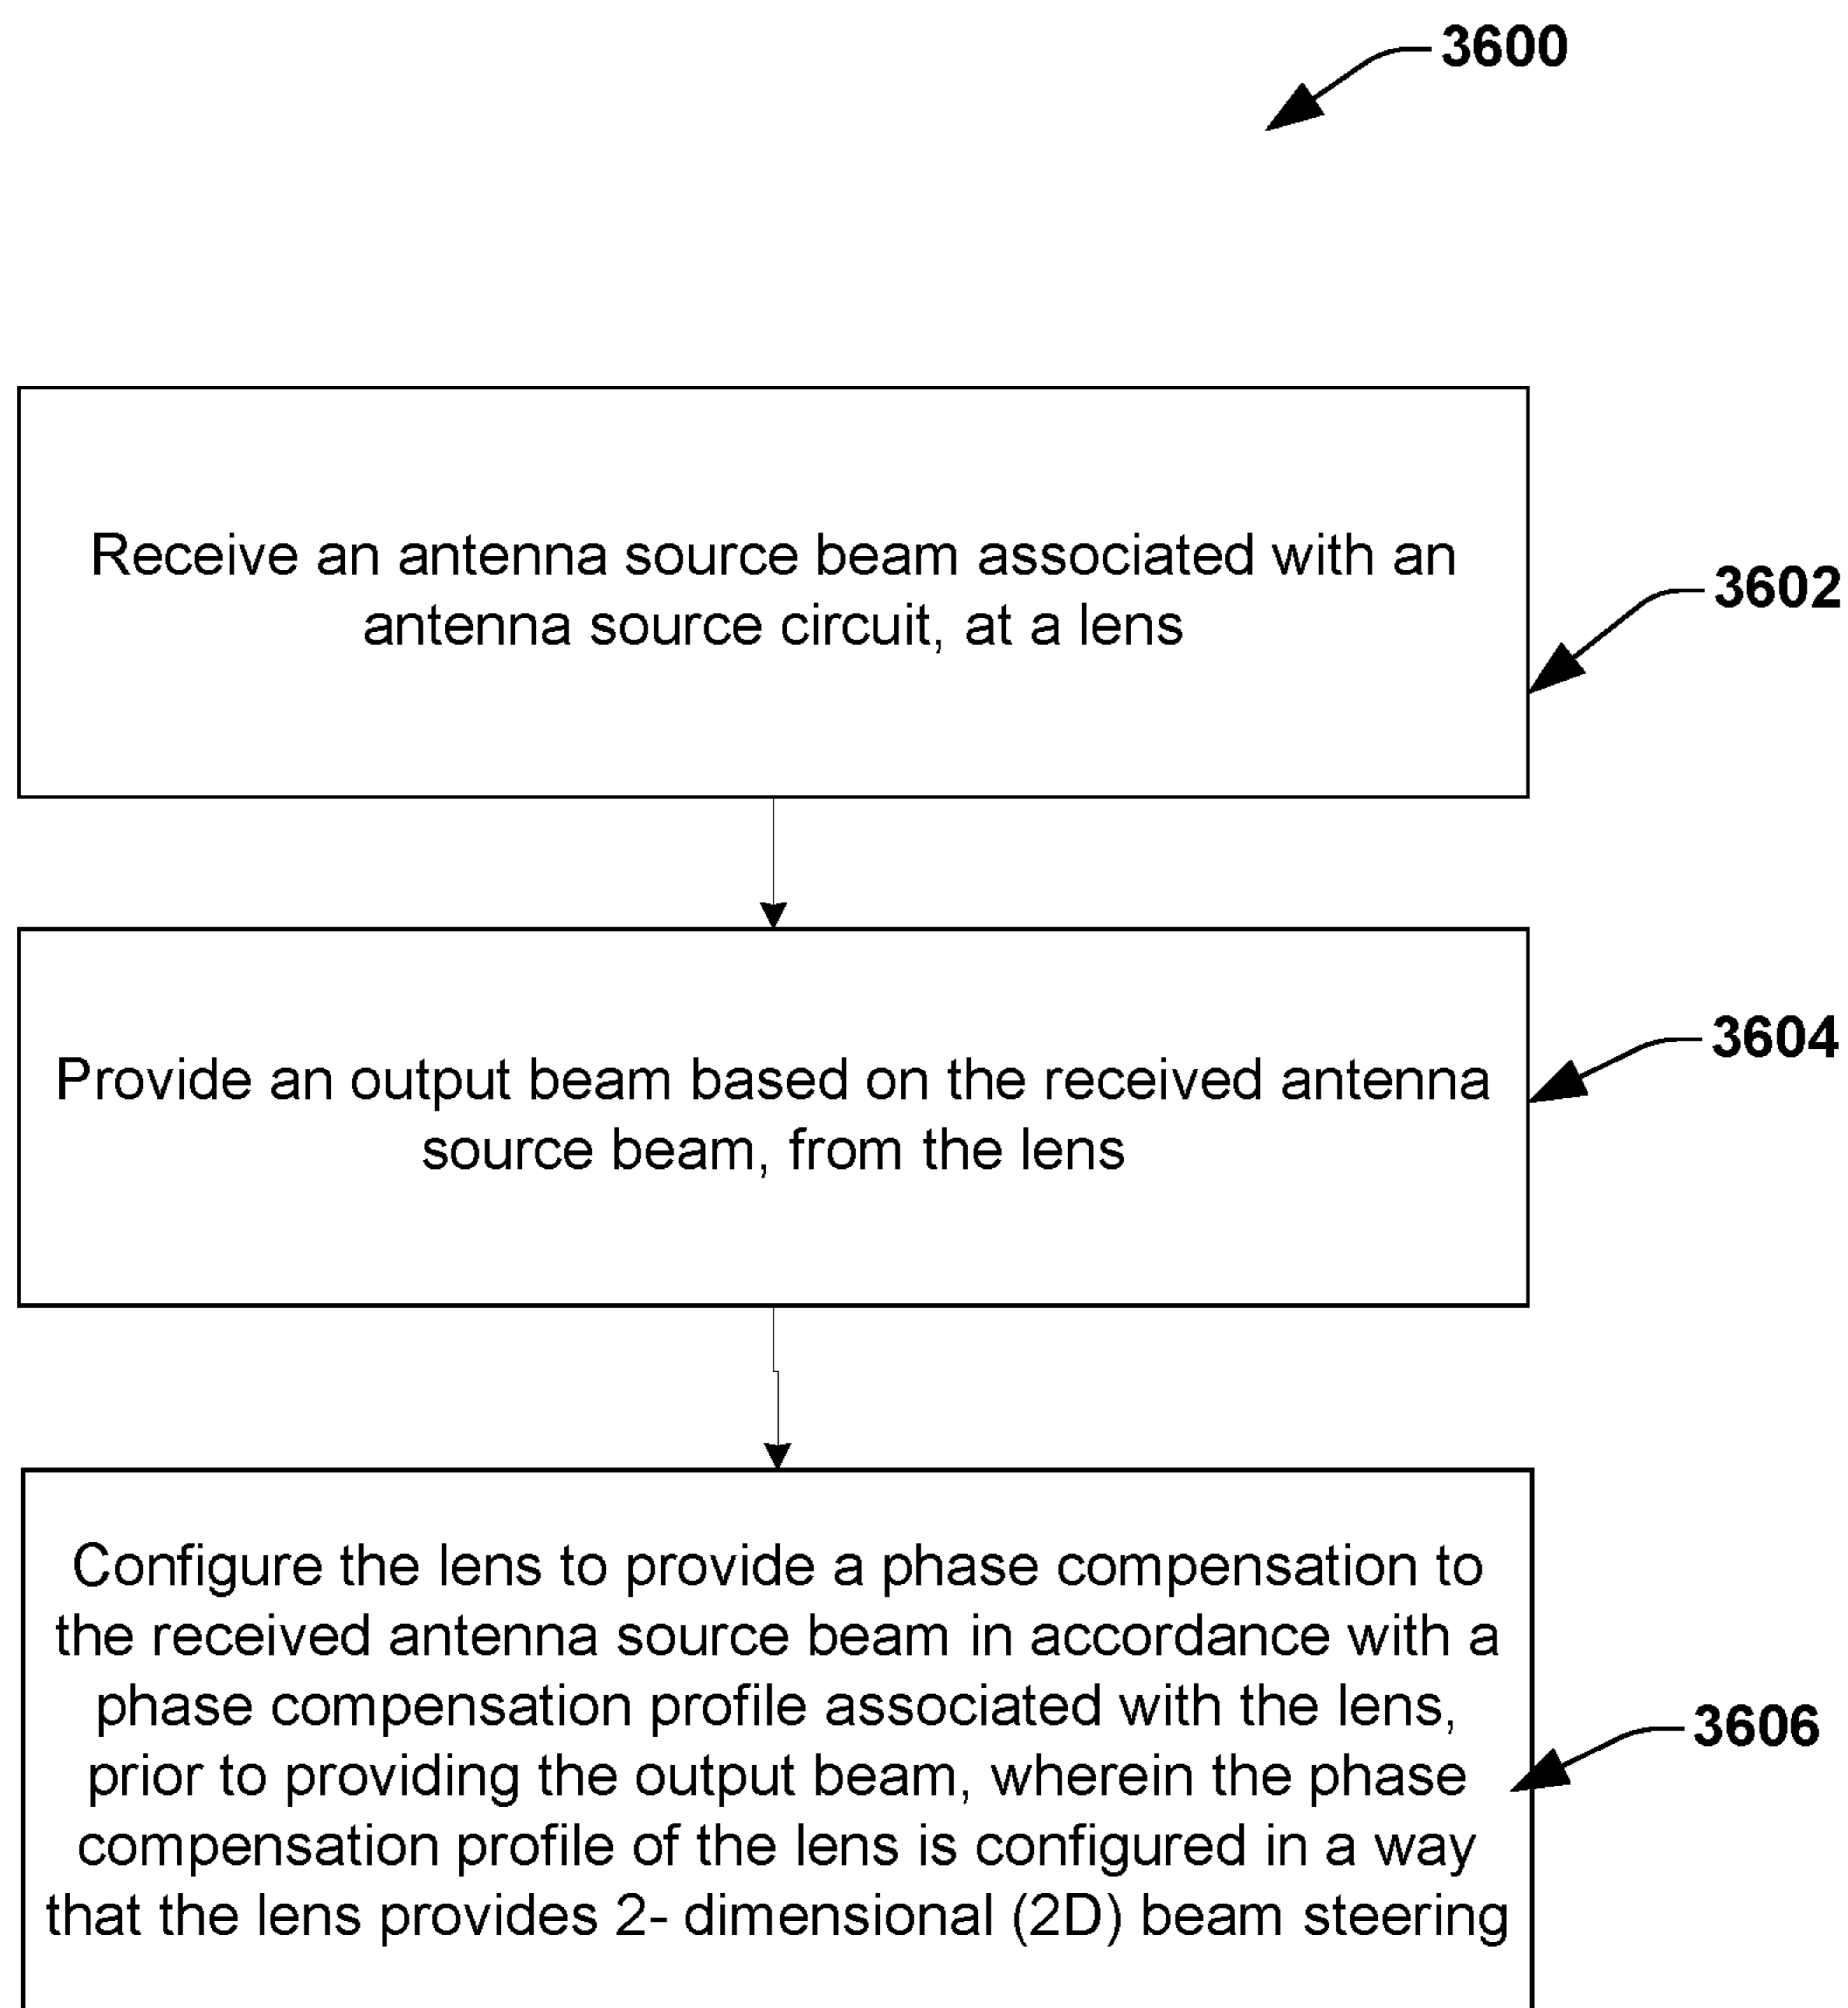 3600
Receive an antenna source beam associated with an
antenna source circuit, at a lens
3602
Provide an output beam based on the received antenna
source beam, from the lens
3604
Configure the lens to provide a phase compensation to
the received antenna source beam in accordance with a
phase compensation profile associated with the lens,
prior to providing the output beam, wherein the phase
compensation profile of the lens is configured in a way
that the lens provides 2- dimensional (2D) beam steering
3606